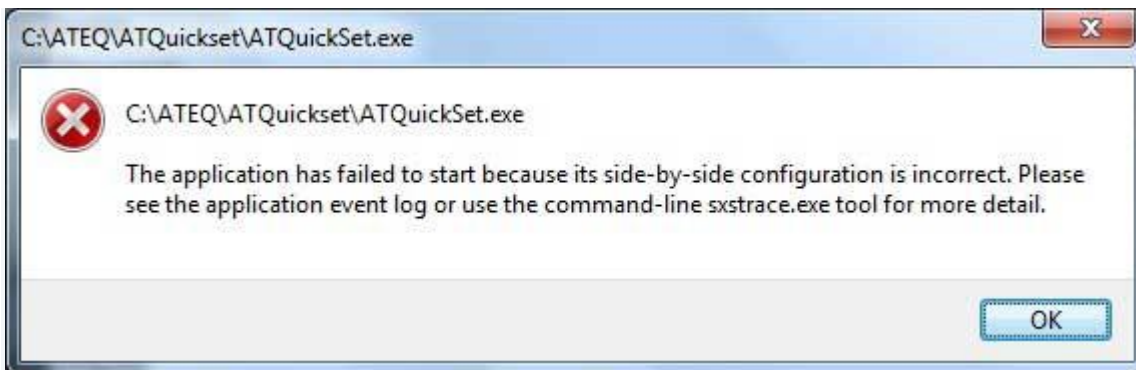 C:\ATEQ\ATQuickset\ATQuickSet.exe
C:\ATEQ\ATQuickset\ATQuickSet.exe
The application has failed to start because its side-by-side configuration is incorrect. Please
see the application event log or use the command-line sxstrace.exe tool for more detail.
OK